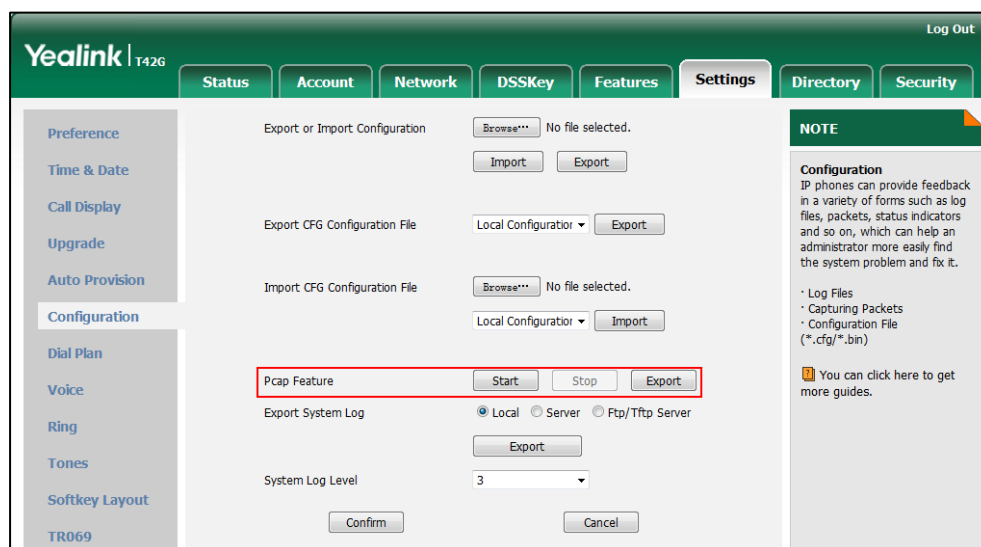 Log Out
Yealink | T42G
Status Account Network DSSKey Features Settings Directory Security
Preference
Time & Date
Call Display
Upgrade
Auto Provision
Configuration
Dial Plan
Voice
Ring
Tones
Softkey Layout
TR069
Export or Import Configuration Browse... No file selected.
Import Export
Export CFG Configuration File Local Configuration Export
Import CFG Configuration File Browse... No file selected.
Local Configuration Import
Pcap Feature Start Stop Export
Export System Log Local Server Ftp/Tftp Server
Export
System Log Level 3
Confirm Cancel
NOTE
Configuration
IP phones can provide feedback
in a variety of forms such as log
files, packets, status indicators
and so on, which can help an
administrator more easily find
the system problem and fix it.
· Log Files
· Capturing Packets
· Configuration File
(*.cfg/*.bin)
You can click here to get
more guides.